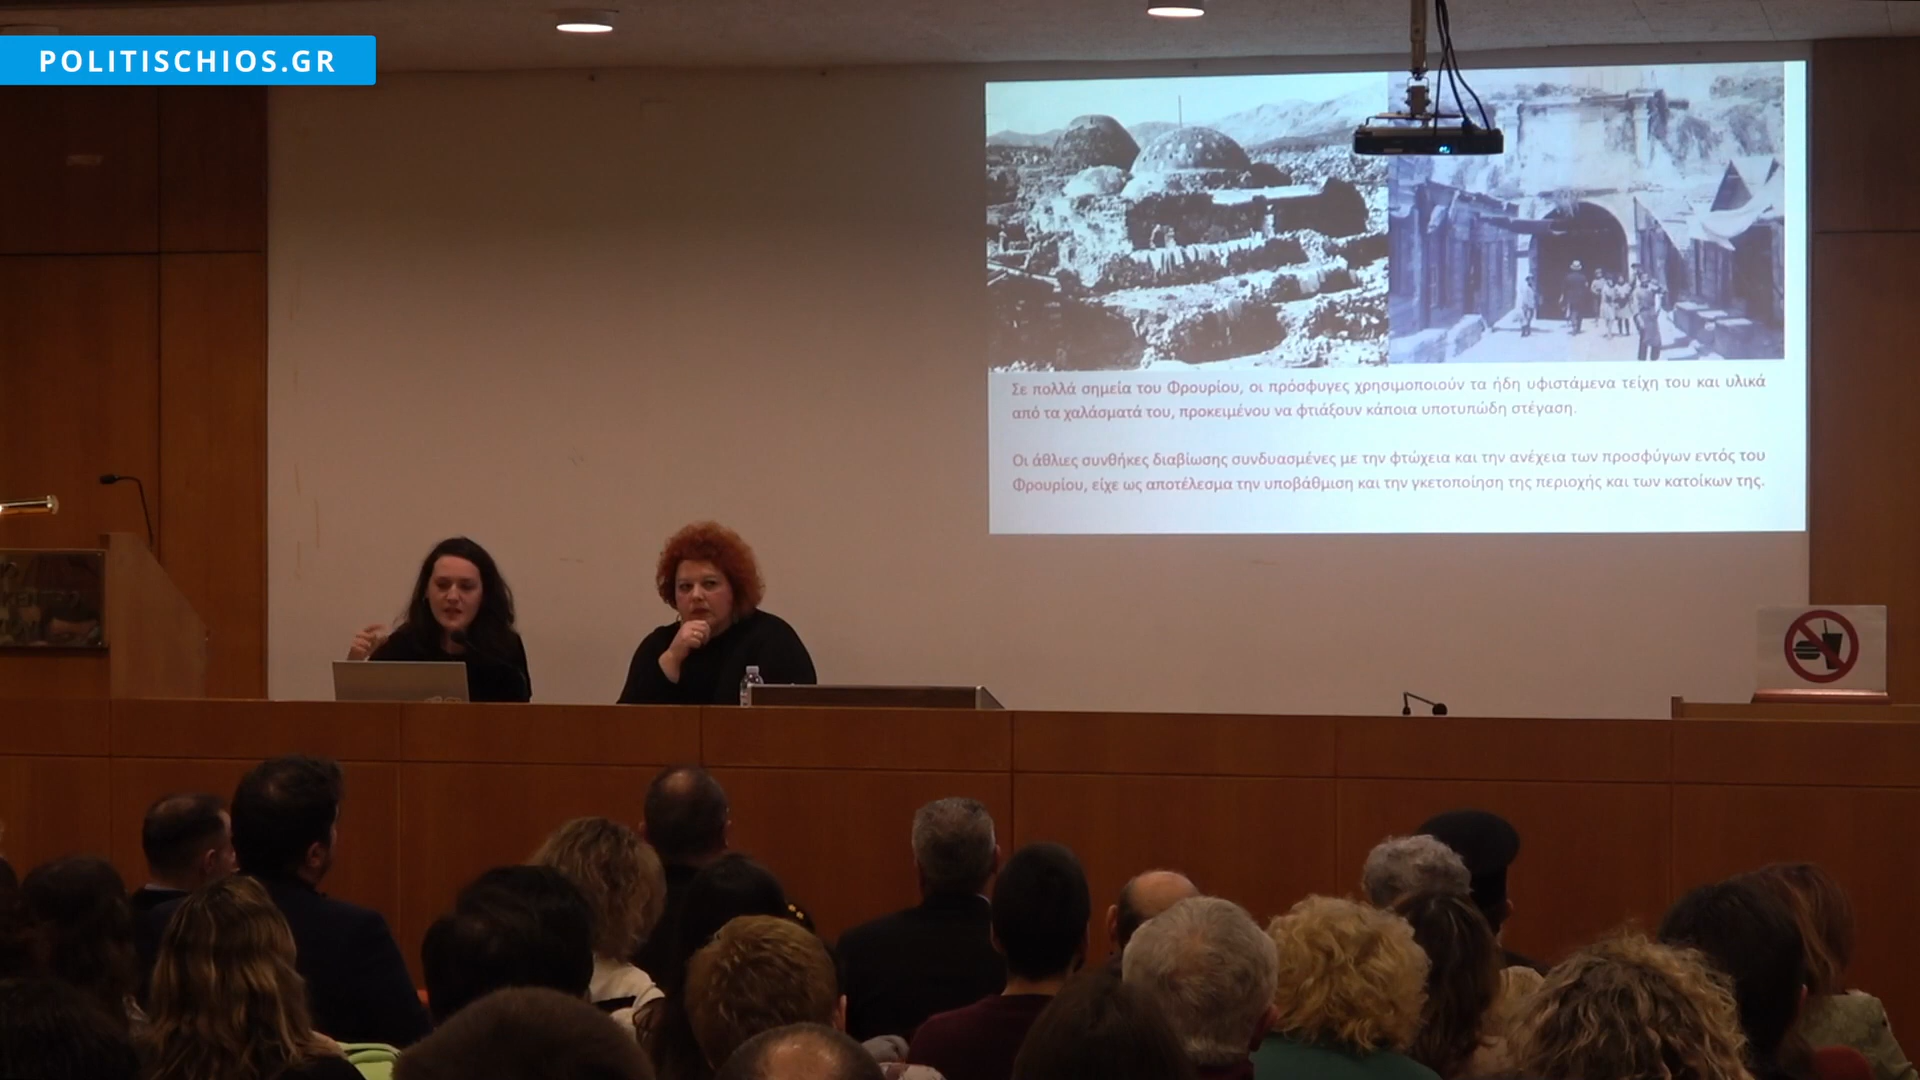 POLITISCHIOS.GR
Σε πολλά σημεία του Φρουρίου, οι πρόσφυγες χρησιμοποιούν τα ήδη υφιστάμενα τείχη του και υλικά
από τα χαλάσματά του, προκειμένου να φτιάξουν κάποια υποτυπώδη στέγαση.
Οι άθλιες συνθήκες διαβίωσης συνδυασμένες με την φτώχεια και την ανέχεια των προσφύγων εντός του
Φρουρίου, είχε ως αποτέλεσμα την υποβάθμιση και την γκετοποίηση της περιοχής και των κατοίκων της.